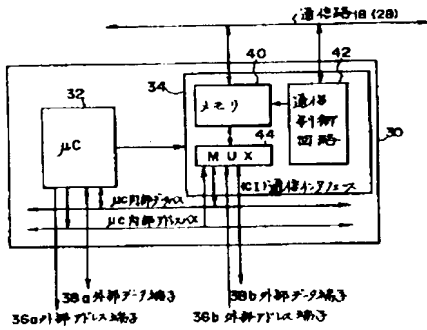 通信路18(28)
40
42
34
32
メモリ
通信
制御
回路
μC
44
MUX
30
(CI)通信インタフェース
μC内部データバス
μC内部アドレスバス
38a外部データ端子
38b外部データ端子
36a外部アドレス端子
36b外部アドレス端子